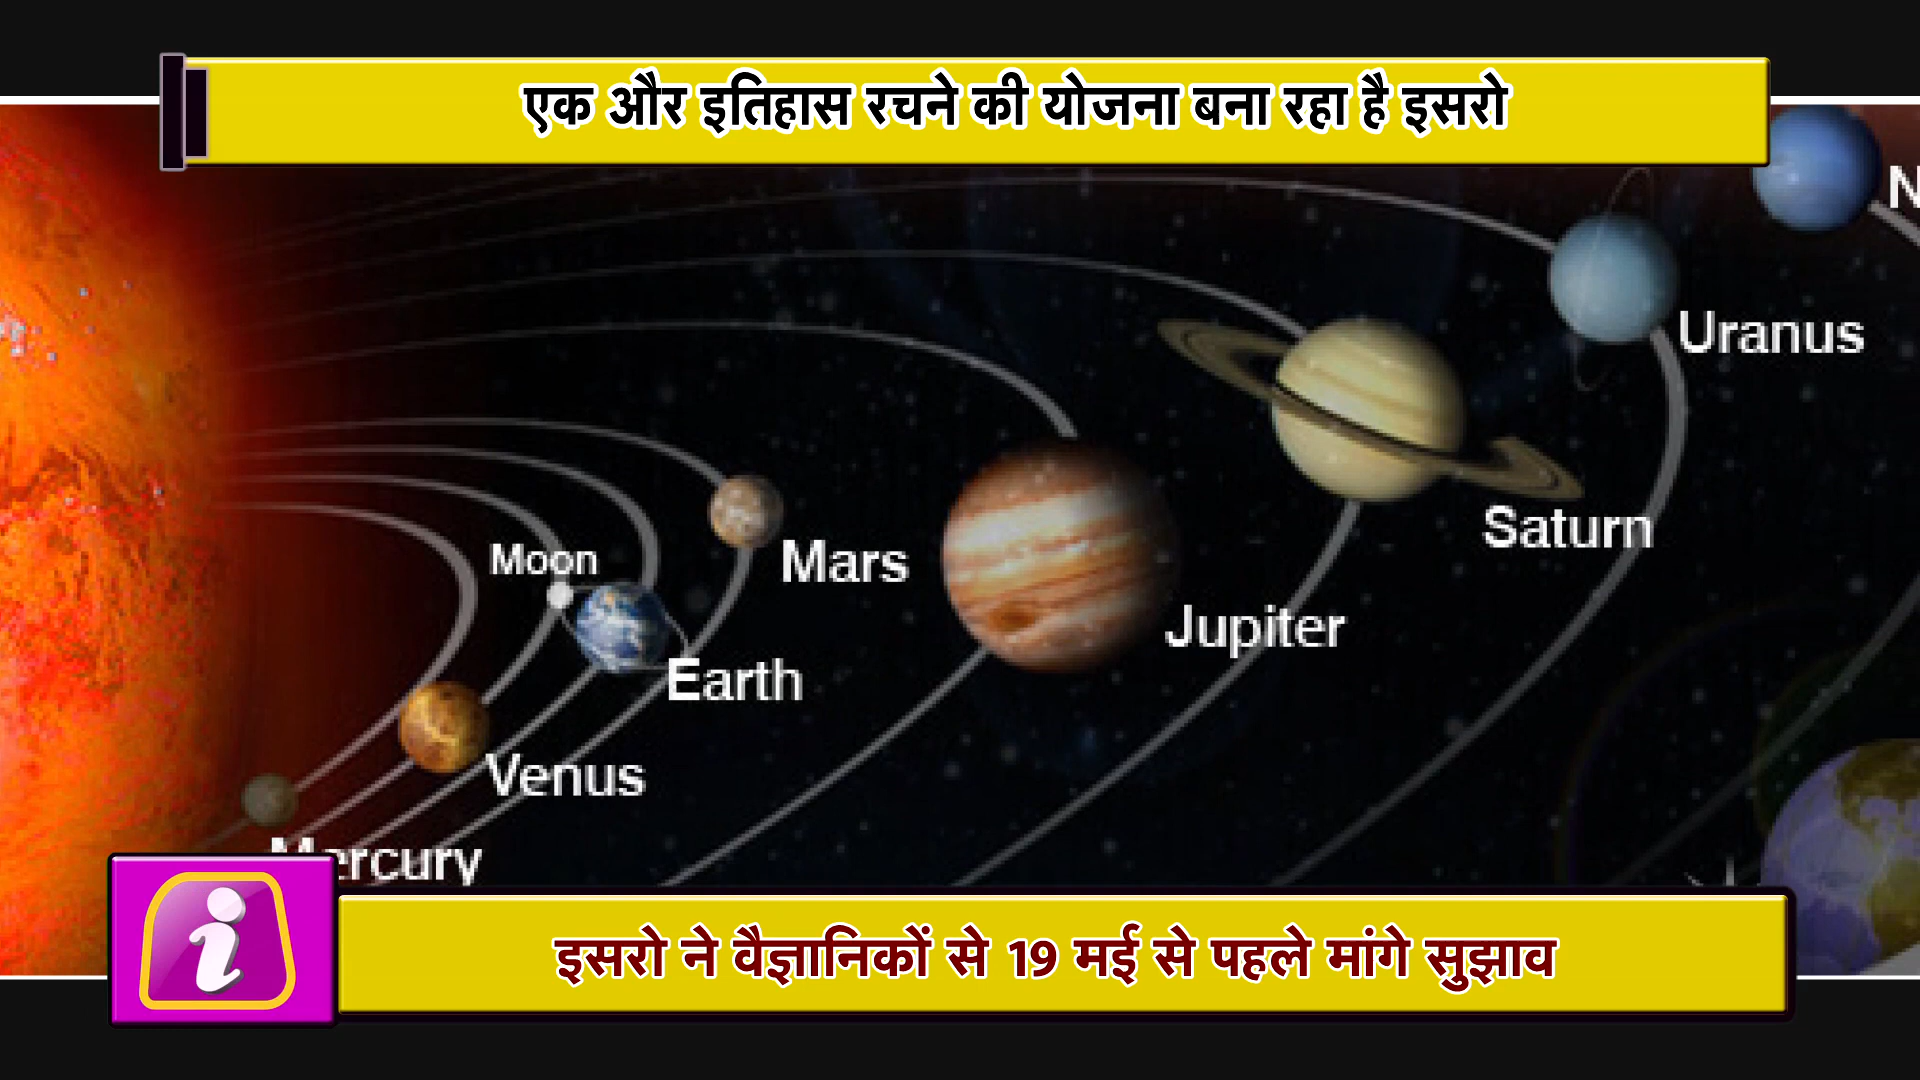 एक और इतिहास रचने की योजना बना रहा है इसरो
N
Uranus
Saturn
Moon
Mars
Jupiter
Earth
Venus
Mercury
i
इसरो ने वैज्ञानिकों से 19 मई से पहले मांगे सुझाव